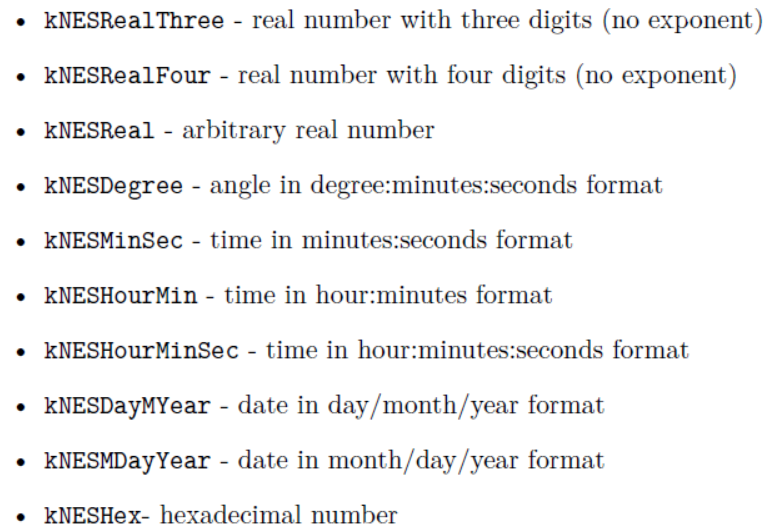 • kNESRealThree - real number with three digits (no exponent)
• kNESRealFour - real number with four digits (no exponent)
• kNESReal - arbitrary real number
• kNESDegree - angle in degree:minutes:seconds format
• kNESMinSec - time in minutes:seconds format
• kNESHourMin - time in hour:minutes format
• kNESHourMinSec - time in hour:minutes:seconds format
• kNESDayMYear - date in day/month/year format
• kNESMDayYear - date in month/day/year format
• kNESHex- hexadecimal number